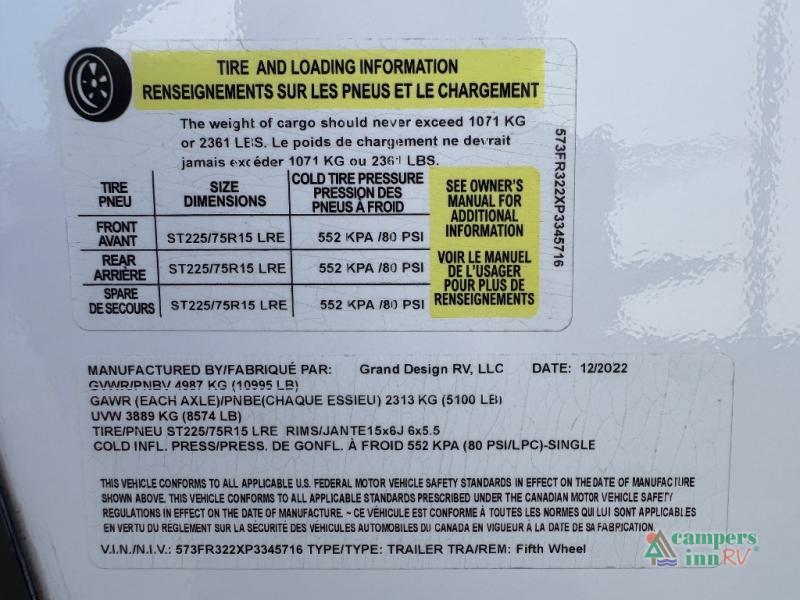 TIRE AND LOADING INFORMATION
RENSEIGNEMENTS SUR LES PNEUS ET LE CHARGEMENT
The weight of cargo should never exceed 1071 KG
or 2361 LBS. Le poids de chargement ne devrait
jamais excéder 1071 KG ou 2361 LBS.
TIRE PNEU
SIZE DIMENSIONS
COLD TIRE PRESSURE PRESSION DES PNEUS À FROID
FRONT AVANT ST225/75R15 LRE 552 KPA /80 PSI
REAR ARRIÈRE ST225/75R15 LRE 552 KPA /80 PSI
SPARE DE SECOURS ST225/75R15 LRE 552 KPA /80 PSI
SEE OWNER'S
MANUAL FOR
ADDITIONAL
INFORMATION
VOIR LE MANUEL
DE L'USAGER
POUR PLUS DE
RENSEIGNEMENTS
573FR322XP3345716
MANUFACTURED BY/FABRIQUÉ PAR: Grand Design RV, LLC DATE: 12/2022
GVWR/PNBV 4987 KG (10995 LB)
GAWR (EACH AXLE)/PNBE(CHAQUE ESSIEU) 2313 KG (5100 LB)
UVW 3889 KG (8574 LB)
TIRE/PNEU ST225/75R15 LRE RIMS/JANTE15x6J 6x5.5
COLD INFL. PRESS/PRESS. DE GONFL. À FROID 552 KPA (80 PSI/LPC)-SINGLE
THIS VEHICLE CONFORMS TO ALL APPLICABLE U.S. FEDERAL MOTOR VEHICLE SAFETY STANDARDS IN EFFECT ON THE DATE OF MANUFACTURE
SHOWN ABOVE. THIS VEHICLE CONFORMS TO ALL APPLICABLE STANDARDS PRESCRIBED UNDER THE CANADIAN MOTOR VEHICLE SAFETY
REGULATIONS IN EFFECT ON THE DATE OF MANUFACTURE. ~ CE VÉHICULE EST CONFORME À TOUTES LES NORMES QUI LUI SONT APPLICABLES
EN VERTU DU RÈGLEMENT SUR LA SÉCURITÉ DES VÉHICULES AUTOMOBILES DU CANADA EN VIGUEUR À LA DATE DE SA FABRICATION.
V.I.N./N.I.V.: 573FR322XP3345716 TYPE/TYPE: TRAILER TRA/REM: Fifth Wheel
campers
inn RV®